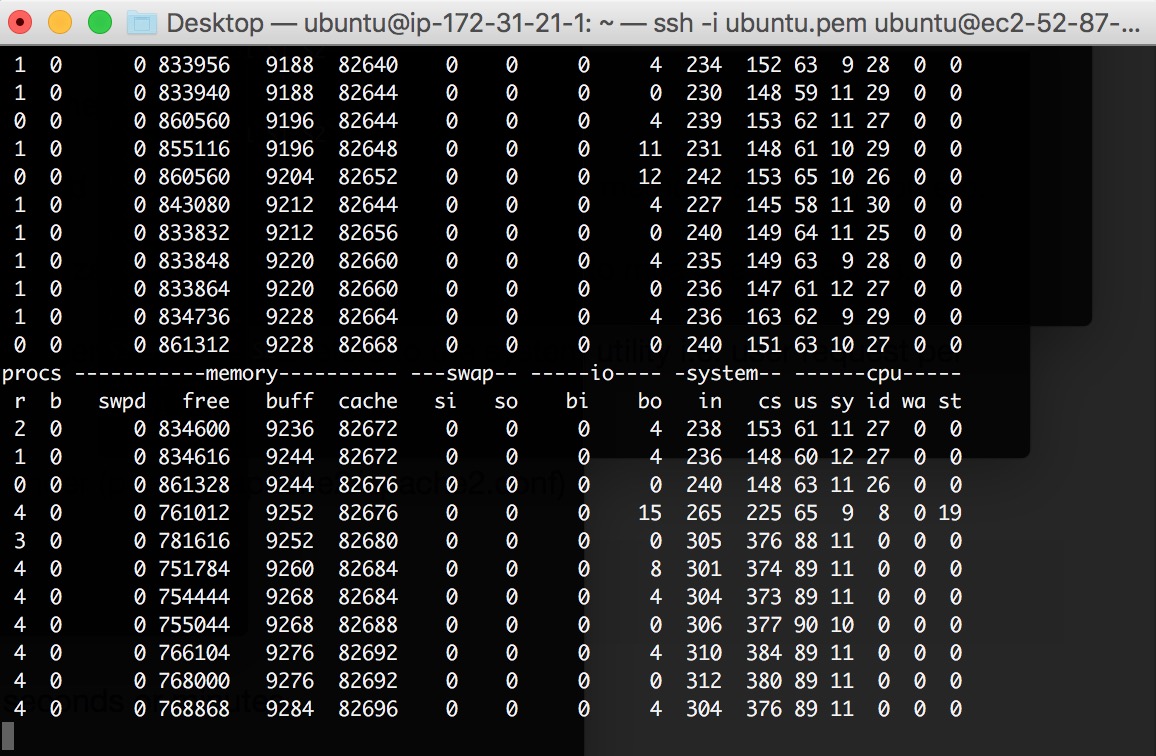 Desktop — ubuntu@ip-172-31-21-1: ~ — ssh -i ubuntu.pem ubuntu@ec2-52-87-...
1 0 0 833956 9188 82640 0 0 0 4 234 152 63 9 28 0 0
1 0 0 833940 9188 82644 0 0 0 0 230 148 59 11 29 0 0
0 0 0 860560 9196 82644 0 0 0 4 239 153 62 11 27 0 0
1 0 0 855116 9196 82648 0 0 0 11 231 148 61 10 29 0 0
0 0 0 860560 9204 82652 0 0 0 12 242 153 65 10 26 0 0
1 0 0 843080 9212 82644 0 0 0 4 227 145 58 11 30 0 0
1 0 0 833832 9212 82656 0 0 0 0 240 149 64 11 25 0 0
1 0 0 833848 9220 82660 0 0 0 4 235 149 63 9 28 0 0
1 0 0 833864 9220 82660 0 0 0 0 236 147 61 12 27 0 0
1 0 0 834736 9228 82664 0 0 0 4 236 163 62 9 29 0 0
0 0 0 861312 9228 82668 0 0 0 0 240 151 63 10 27 0 0
procs -----------memory---------- ---swap-- -----io---- -system-- ------cpu-----
r b swpd free buff cache si so bi bo in cs us sy id wa st
2 0 0 834600 9236 82672 0 0 0 4 238 153 61 11 27 0 0
1 0 0 834616 9244 82672 0 0 0 4 236 148 60 12 27 0 0
0 0 0 861328 9244 82676 0 0 0 0 240 148 63 11 26 0 0
4 0 0 761012 9252 82676 0 0 0 15 265 225 65 9 8 0 19
3 0 0 781616 9252 82680 0 0 0 0 305 376 88 11 0 0 0
4 0 0 751784 9260 82684 0 0 0 8 301 374 89 11 0 0 0
4 0 0 754444 9268 82684 0 0 0 4 304 373 89 11 0 0 0
4 0 0 755044 9268 82688 0 0 0 0 306 377 90 10 0 0 0
4 0 0 766104 9276 82692 0 0 0 4 310 384 89 11 0 0 0
4 0 0 768000 9276 82692 0 0 0 0 312 380 89 11 0 0 0
4 0 0 768868 9284 82696 0 0 0 4 304 376 89 11 0 0 0